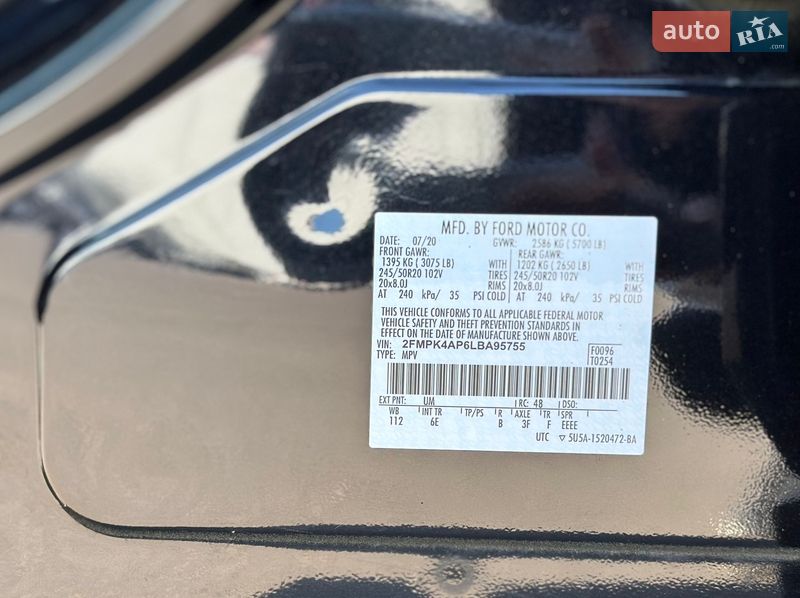 auto RIA .com
MFD. BY FORD MOTOR CO.
DATE: 07/20 GVWR: 2586 KG ( 5700 LB)
FRONT GAWR: REAR GAWR:
1395 KG ( 3075 LB) WITH 1202 KG ( 2650 LB) WITH
245/50R20 102V TIRES 245/50R20 102V TIRES
20x8.0J RIMS 20x8.0J RIMS
AT 240 kPa/ 35 PSI COLD AT 240 kPa/ 35 PSI COLD
THIS VEHICLE CONFORMS TO ALL APPLICABLE FEDERAL MOTOR
VEHICLE SAFETY AND THEFT PREVENTION STANDARDS IN
EFFECT ON THE DATE OF MANUFACTURE SHOWN ABOVE.
VIN: 2FMPK4AP6LBA95755 F0096
TYPE: MPV T0254
EXT PNT: UM RC: 48 DSO:
WB INT TR TP/PS R AXLE TR SPR
112 6E B 3F F EEEE
UTC ▽5U5A-1520472-BA